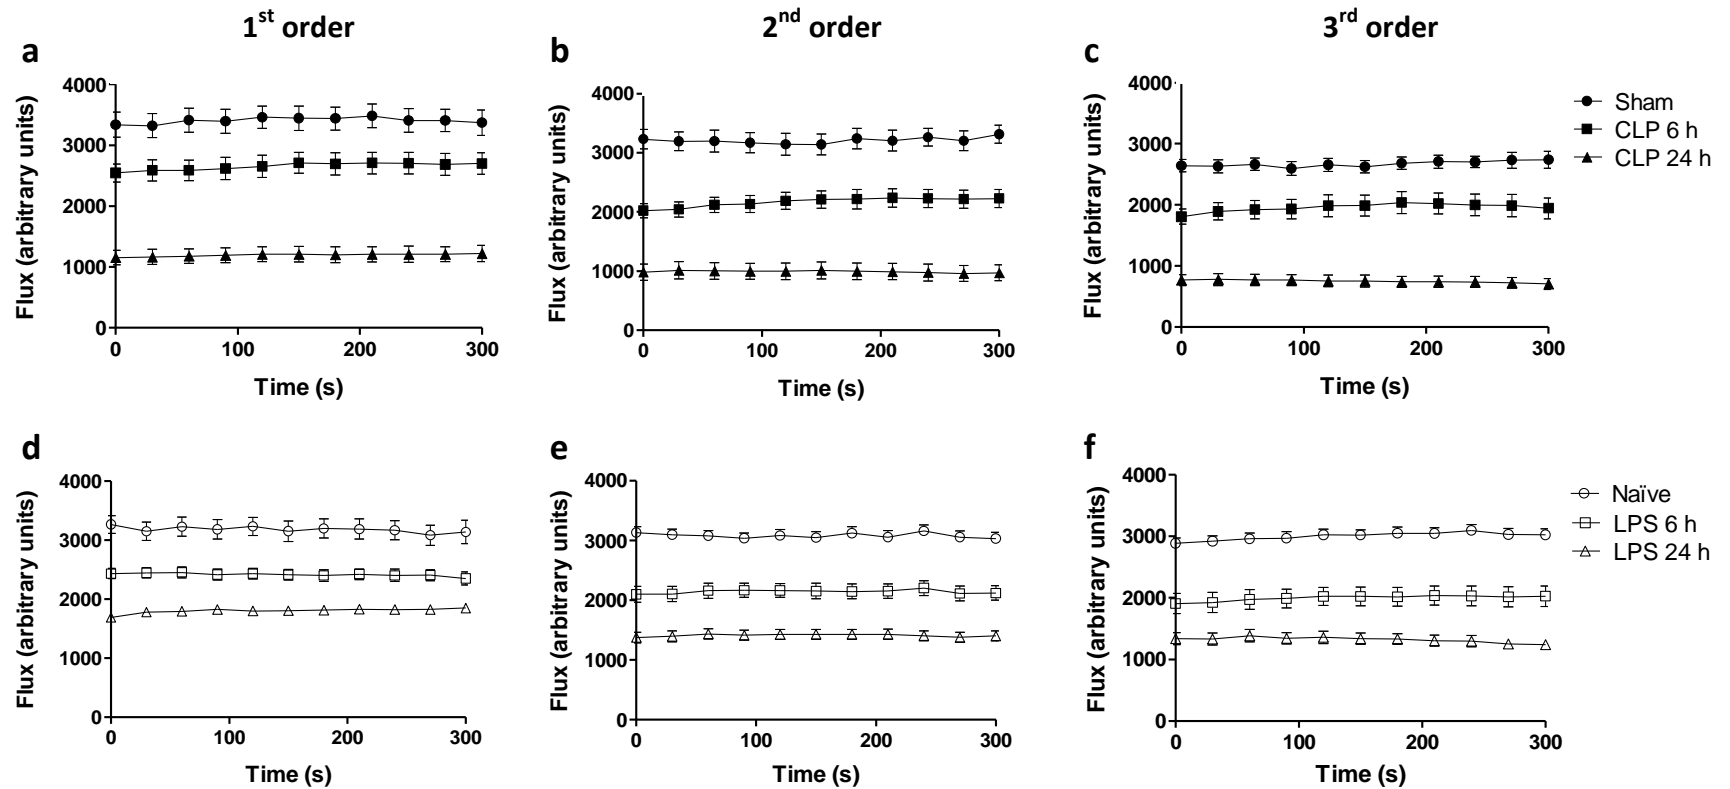 1st order
2nd order
3rd order
a
b
c
Flux (arbitrary units)
4000
3000
2000
1000
0
0 100 200 300
Time (s)
Flux (arbitrary units)
4000
3000
2000
1000
0
0 100 200 300
Time (s)
Flux (arbitrary units)
4000
3000
2000
1000
0
0 100 200 300
Time (s)
Sham
CLP 6 h
CLP 24 h
d
e
f
Flux (arbitrary units)
4000
3000
2000
1000
0
0 100 200 300
Time (s)
Flux (arbitrary units)
4000
3000
2000
1000
0
0 100 200 300
Time (s)
Flux (arbitrary units)
4000
3000
2000
1000
0
0 100 200 300
Time (s)
Naïve
LPS 6 h
LPS 24 h